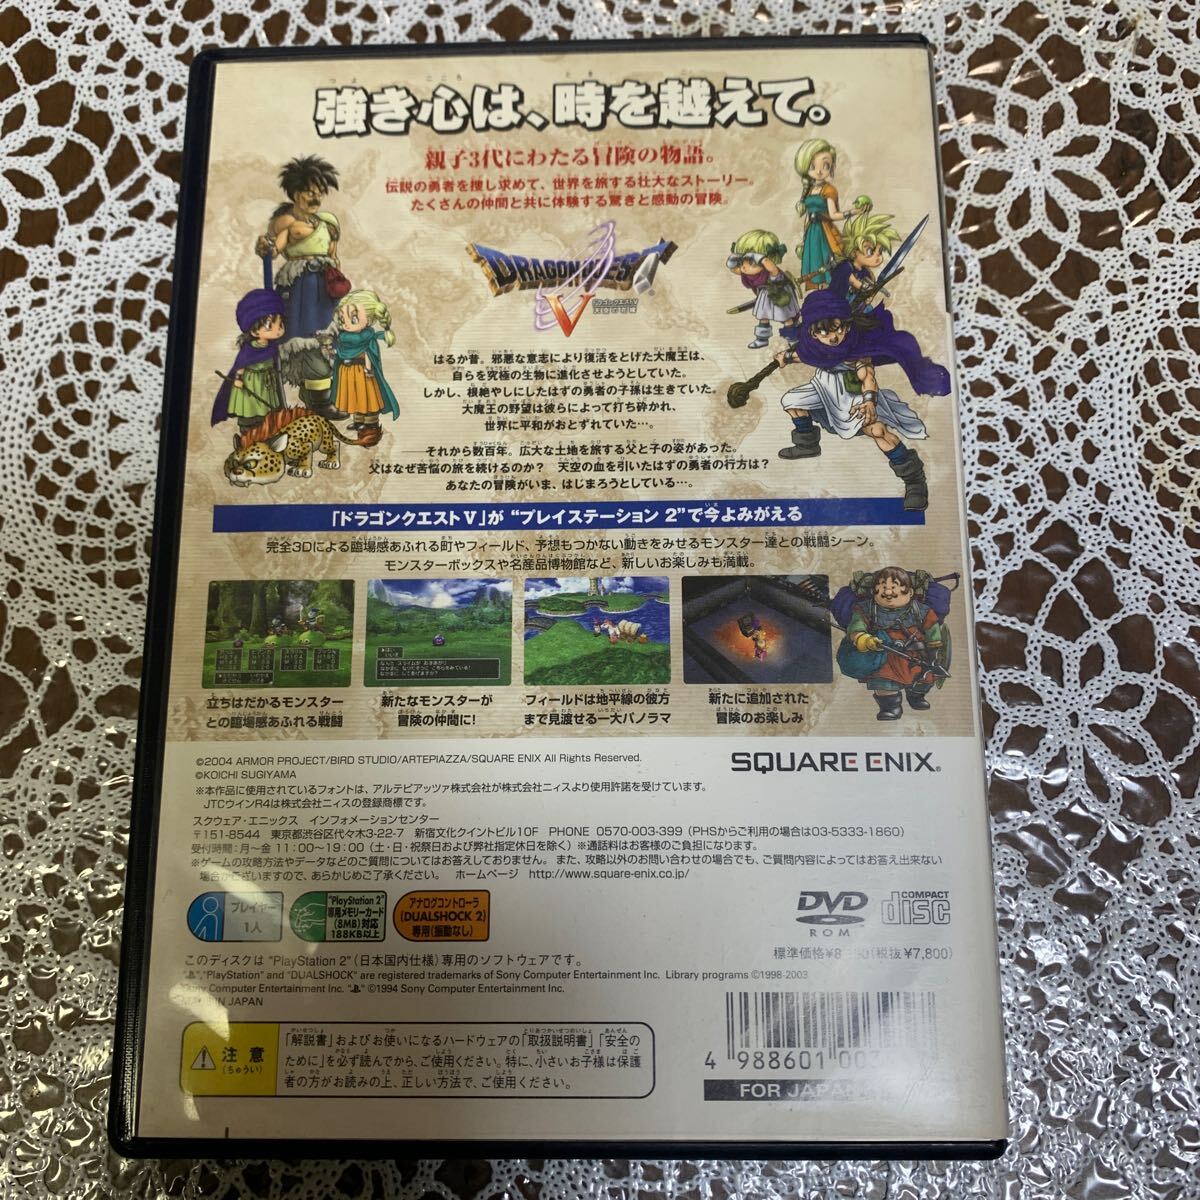 強き心は、時を越えて。
親子3代にわたる冒険の物語。
伝説の勇者を捜し求めて、世界を旅する壮大なストーリー。
たくさんの仲間と共に体験する驚きと感動の冒険。
DRAGON QUEST
V
ドラゴンクエストV
天空の花嫁
はるか昔。邪悪な意志により復活をとげた大魔王は、
自らを究極の生物に進化させようとしていた。
しかし、根絶やしにしたはずの勇者の子孫は生きていた。
大魔王の野望は彼らによって打ち砕かれ、
世界に平和がおとずれていた…。
―それから数百年。広大な土地を旅する父と子の姿があった。
父はなぜ苦悩の旅を続けるのか? 天空の血を引いたはずの勇者の行方は?
あなたの冒険がいま、はじまろうとしている…。
「ドラゴンクエストV」が “プレイステーション 2”で今よみがえる
完全3Dによる臨場感あふれる町やフィールド、予想もつかない動きをみせるモンスター達との戦闘シーン。
モンスターボックスや名産品博物館など、新しいお楽しみも満載。
立ちはだかるモンスター
との臨場感あふれる戦闘
新たなモンスターが
冒険の仲間に!
フィールドは地平線の彼方
まで見渡せる一大パノラマ
新たに追加された
冒険のお楽しみ
©2004 ARMOR PROJECT/BIRD STUDIO/ARTEPIAZZA/SQUARE ENIX All Rights Reserved.
©KOICHI SUGIYAMA
SQUARE ENIX.
※本作品に使用されているフォントは、アルテピアッツァ株式会社が株式会社ニィスより使用許諾を受けています。
JTCウインR4は株式会社ニィスの登録商標です。
スクウェア・エニックス インフォメーションセンター
〒151-8544 東京都渋谷区代々木3-22-7 新宿文化クイントビル10F PHONE 0570-003-399 (PHSからご利用の場合は03-5333-1860)
受付時間:月〜金 11:00〜19:00 (土・日・祝祭日および弊社指定休日を除く) ※通話料はお客様のご負担になります。
※ゲームの攻略方法やデータなどのご質問についてはお答えしておりません。また、攻略以外のお問い合わせの場合でも、ご質問内容によってはお答え出来ない
場合がございますので、あらかじめご了承ください。 ホームページ http://www.square-enix.co.jp/
プレイヤー
1人
"PlayStation 2"
専用メモリーカード
(8MB)対応
188KB以上
アナログコントローラ
(DUALSHOCK 2)
専用(振動なし)
DVD
ROM
COMPACT
disc
このディスクは "PlayStation 2" (日本国内仕様) 専用のソフトウェアです。
標準価格¥8 (税抜¥7,800)
"PlayStation" and "DUALSHOCK" are registered trademarks of Sony Computer Entertainment Inc. Library programs ©1998-2003
Sony Computer Entertainment Inc. ©1994 Sony Computer Entertainment Inc.
IN JAPAN
注意
(ちゅうい)
「解説書」およびお使いになるハードウェアの「取扱説明書」「安全の
ために」を必ず読んでから、ご使用ください。特に、小さいお子様は保護
者の方がお読みの上、正しい方法で、ご使用ください。
4 988601 00
FOR JAPAN